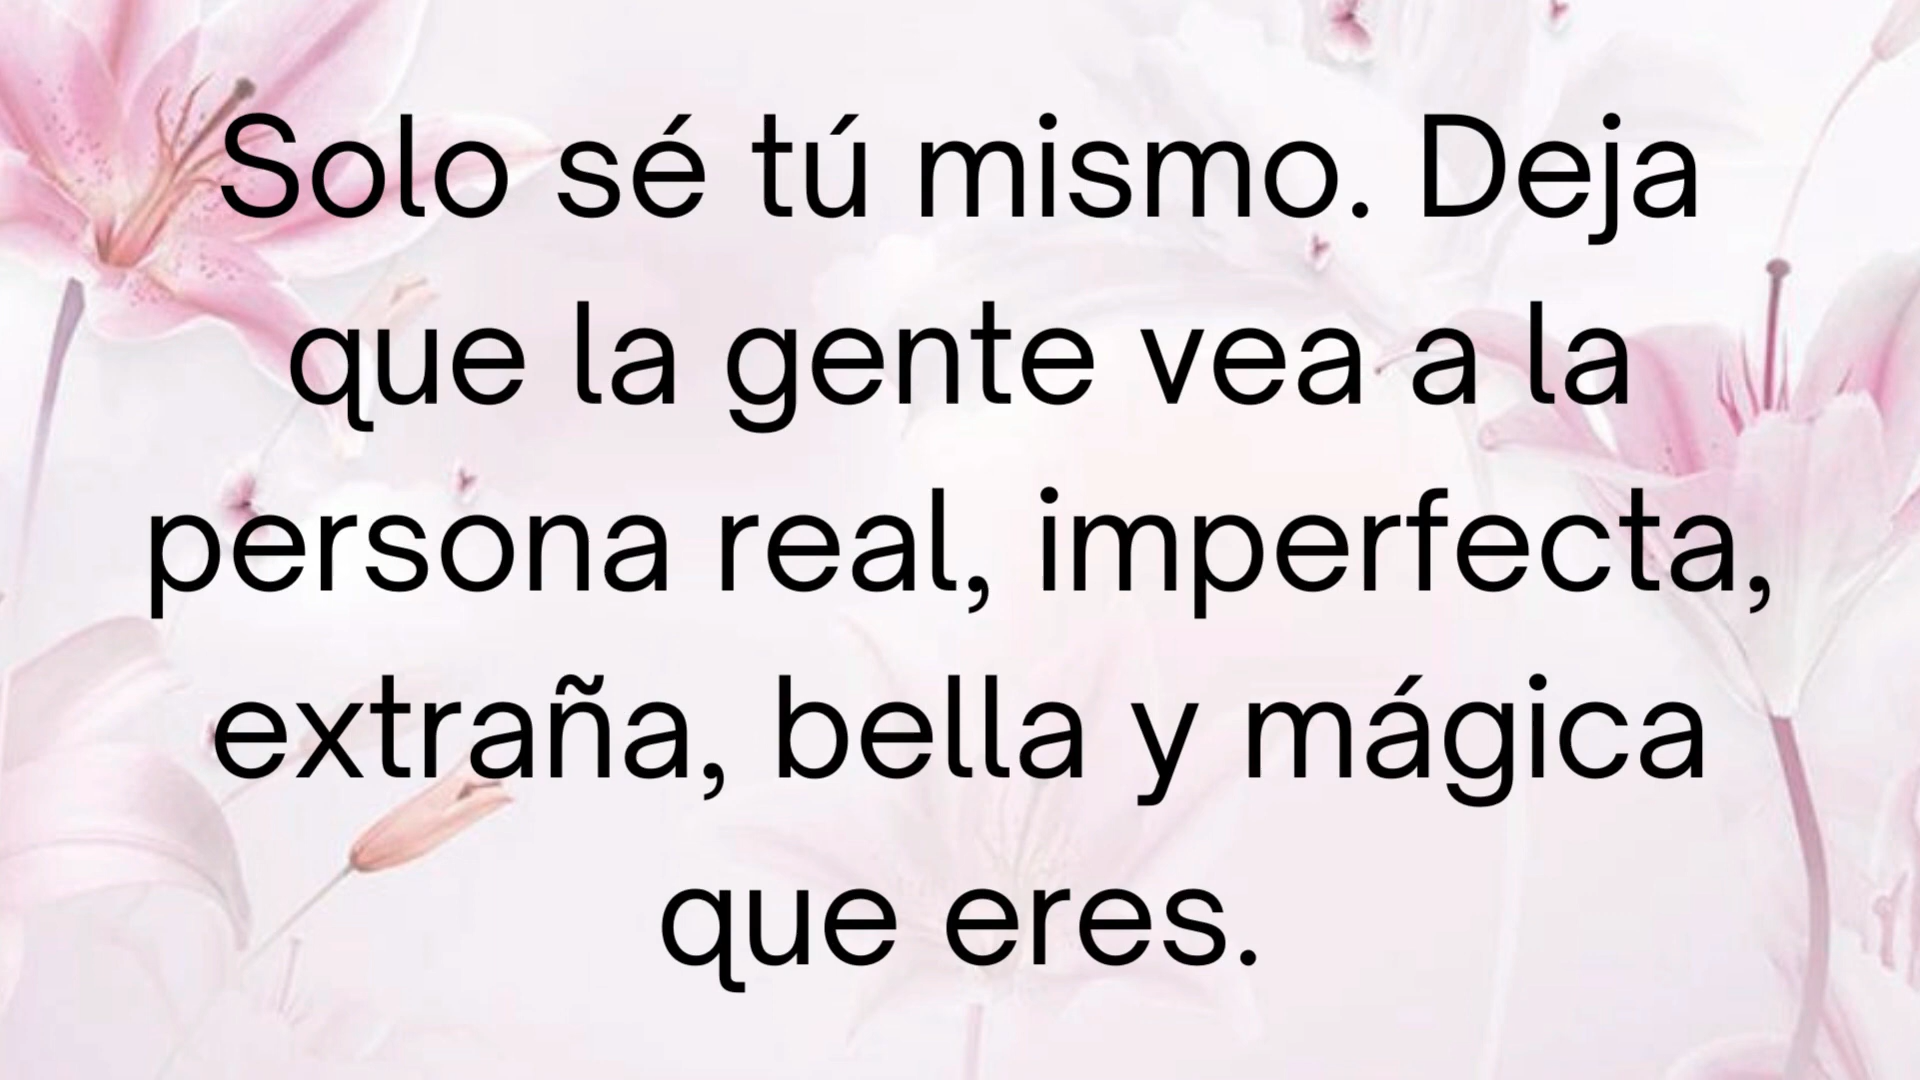 Solo sé tú mismo. Deja
que la gente vea a la
persona real, imperfecta,
extraña, bella y mágica
que eres.